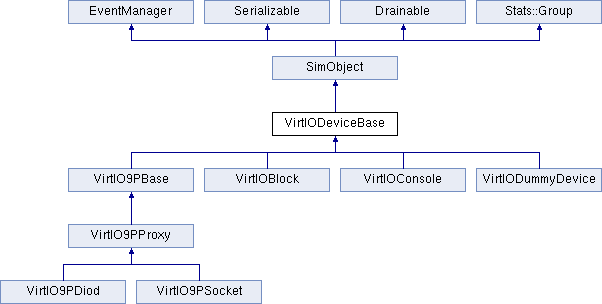 EventManager
Serializable
Drainable
Stats::Group
SimObject
VirtIODeviceBase
VirtIO9PBase
VirtIOBlock
VirtIOConsole
VirtIODummyDevice
VirtIO9PProxy
VirtIO9PDiod
VirtIO9PSocket